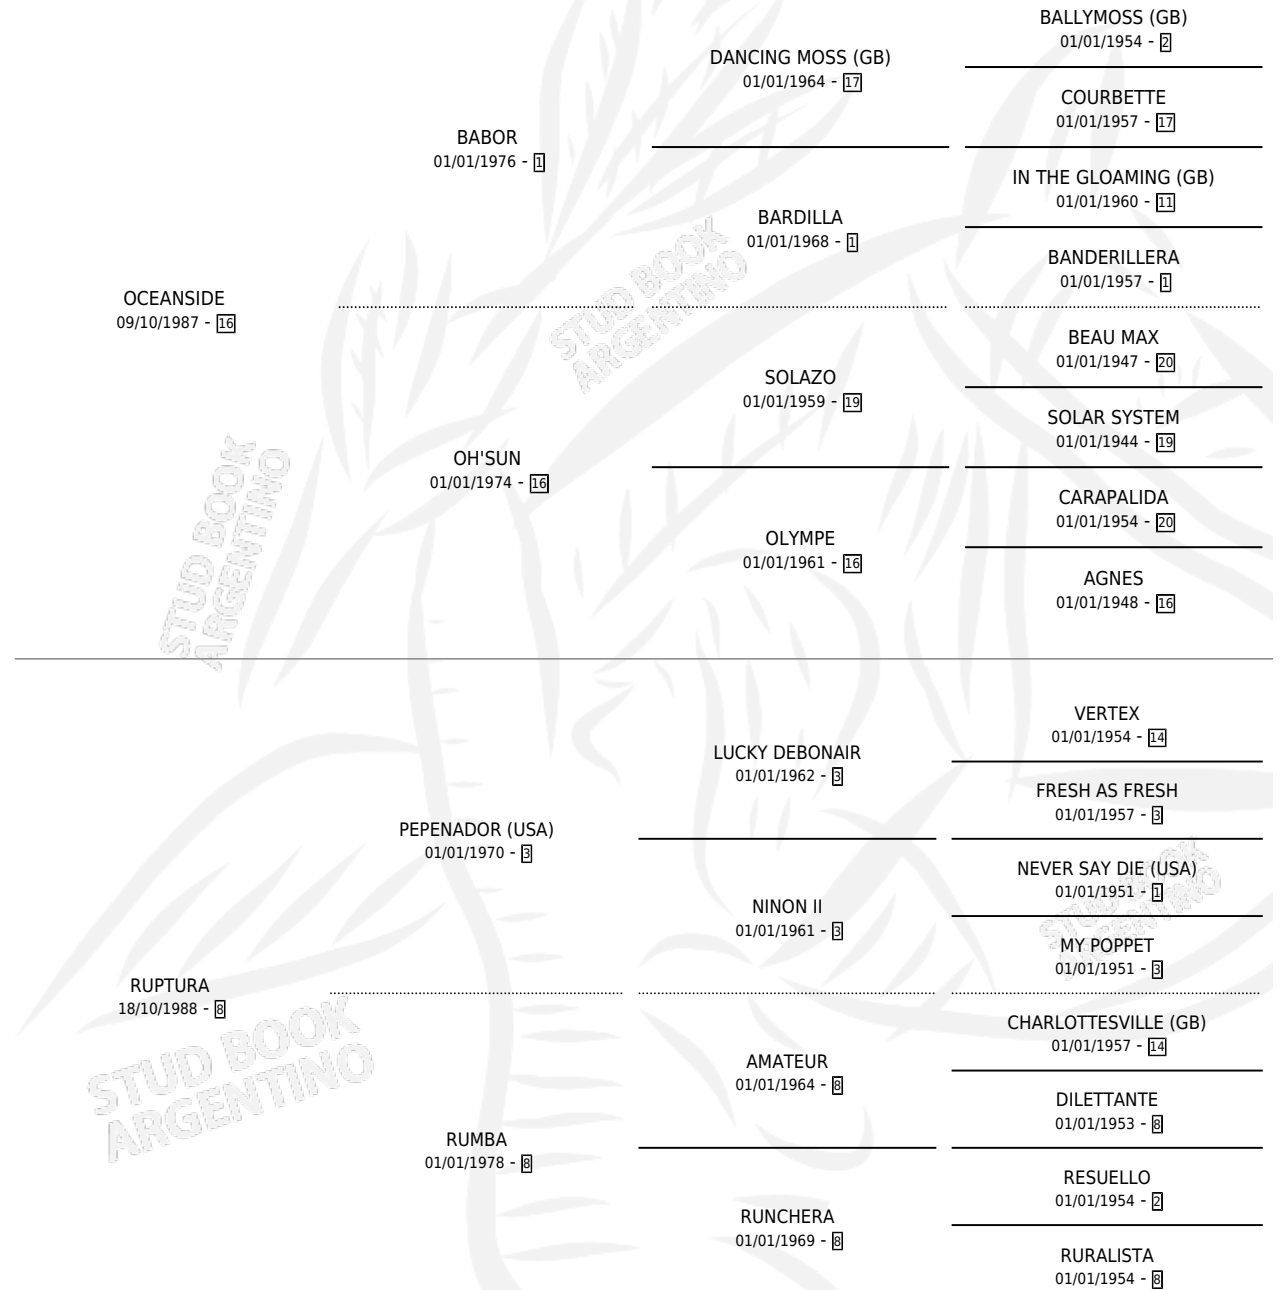 BALLYMOSS (GB)
01/01/1954 - 2
DANCING MOSS (GB)
01/01/1964 - 17
COURBETTE
01/01/1957 - 17
BABOR
01/01/1976 - 1
IN THE GLOAMING (GB)
01/01/1960 - 11
BARDILLA
01/01/1968 - 1
BANDERILLERA
01/01/1957 - 1
OCEANSIDE
09/10/1987 - 16
BEAU MAX
01/01/1947 - 20
SOLAZO
01/01/1959 - 19
SOLAR SYSTEM
01/01/1944 - 19
OH'SUN
01/01/1974 - 16
CARAPALIDA
01/01/1954 - 20
OLYMPE
01/01/1961 - 16
AGNES
01/01/1948 - 16
VERTEX
01/01/1954 - 14
LUCKY DEBONAIR
01/01/1962 - 3
FRESH AS FRESH
01/01/1957 - 3
PEPENADOR (USA)
01/01/1970 - 3
NEVER SAY DIE (USA)
01/01/1951 - 1
NINON II
01/01/1961 - 3
MY POPPET
01/01/1951 - 3
RUPTURA
18/10/1988 - 8
CHARLOTTESVILLE (GB)
01/01/1957 - 14
AMATEUR
01/01/1964 - 8
DILETTANTE
01/01/1953 - 8
RUMBA
01/01/1978 - 8
RESUELLO
01/01/1954 - 2
RUNCHERA
01/01/1969 - 8
RURALISTA
01/01/1954 - 8
STUD BOOK
ARGENTINO
STUD BOOK
ARGENTINO
STUD BOOK
ARGENTINO
STUD BOOK
ARGENTINO